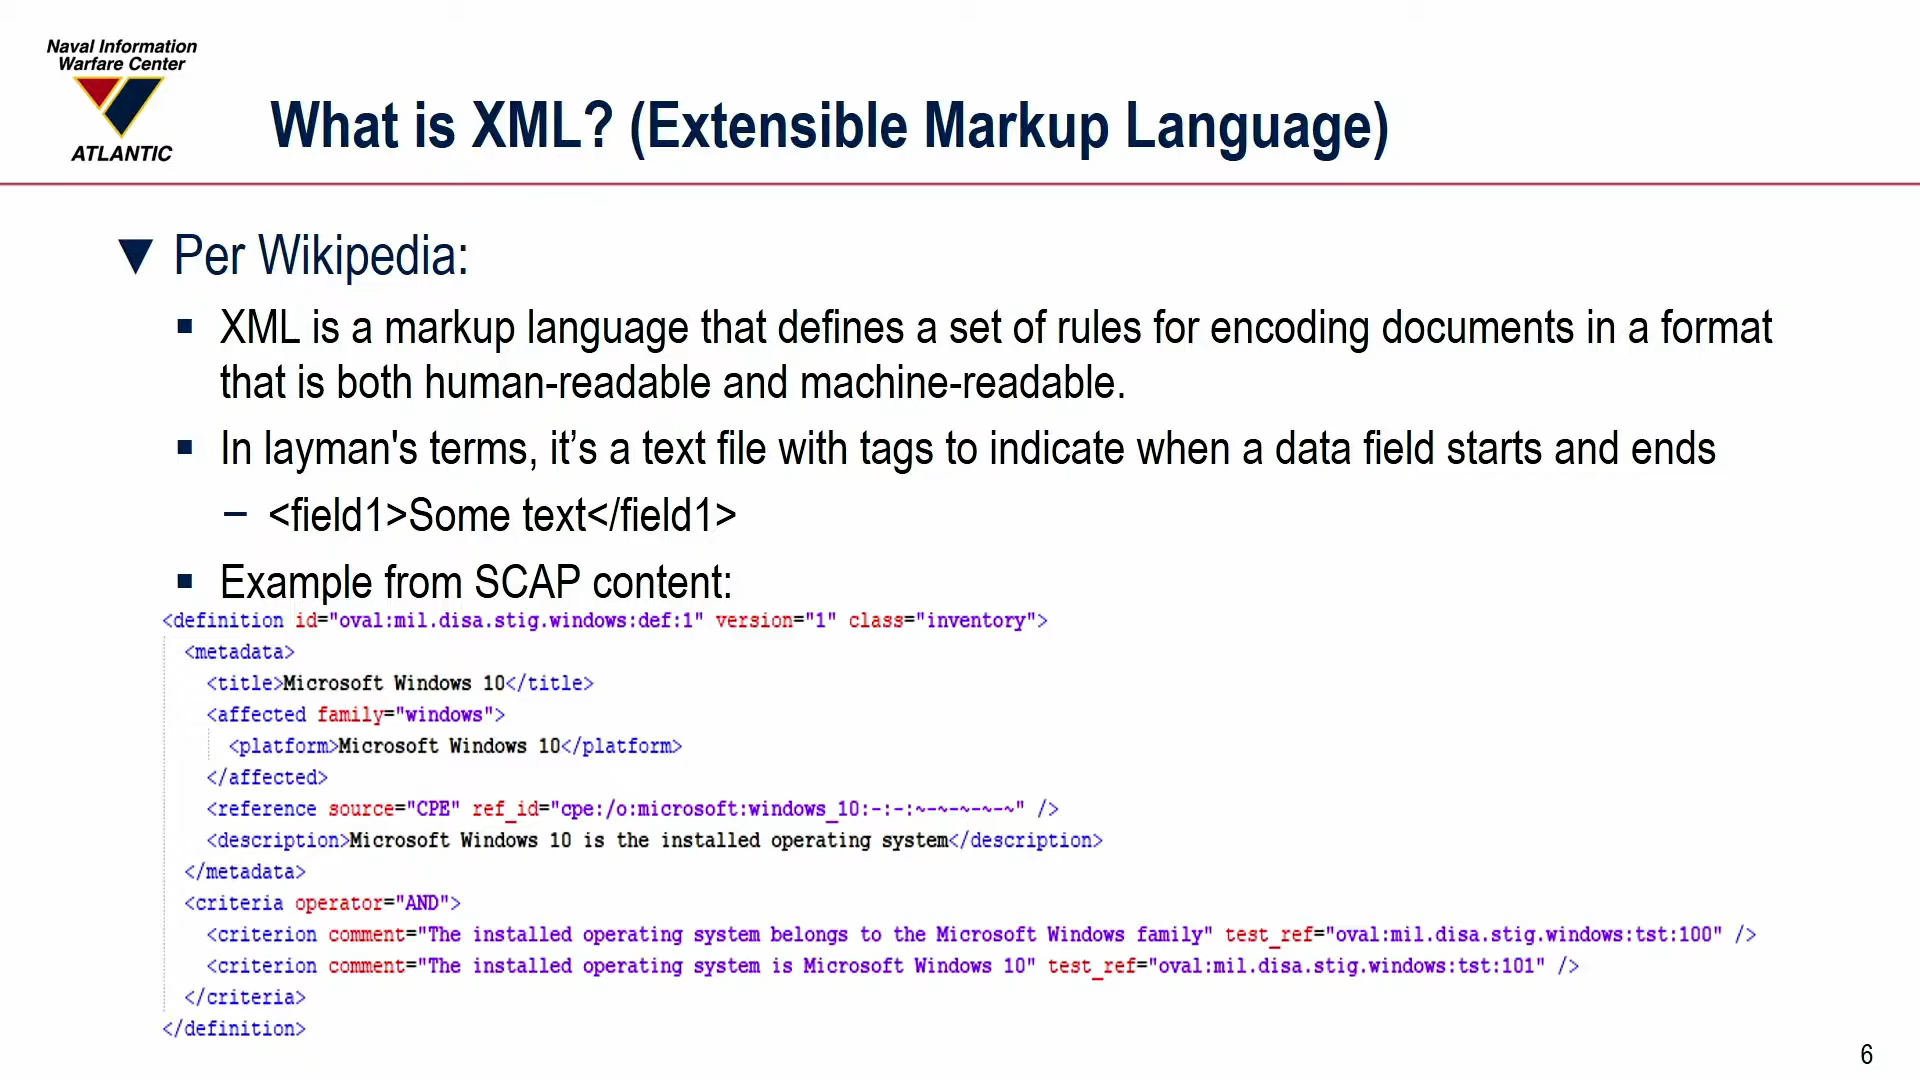 Naval Information
Warfare Center
ATLANTIC
What is XML? (Extensible Markup Language)
Per Wikipedia:
XML is a markup language that defines a set of rules for encoding documents in a format
that is both human-readable and machine-readable.
In layman's terms, it’s a text file with tags to indicate when a data field starts and ends
– <field1>Some text</field1>
Example from SCAP content:
<definition id="oval:mil.disa.stig.windows:def:1" version="1" class="inventory">
<metadata>
<title>Microsoft Windows 10</title>
<affected family="windows">
<platform>Microsoft Windows 10</platform>
</affected>
<reference source="CPE" ref_id="cpe:/o:microsoft:windows_10:-:-:~-~-~-~-~" />
<description>Microsoft Windows 10 is the installed operating system</description>
</metadata>
<criteria operator="AND">
<criterion comment="The installed operating system belongs to the Microsoft Windows family" test_ref="oval:mil.disa.stig.windows:tst:100" />
<criterion comment="The installed operating system is Microsoft Windows 10" test_ref="oval:mil.disa.stig.windows:tst:101" />
</criteria>
</definition>
6